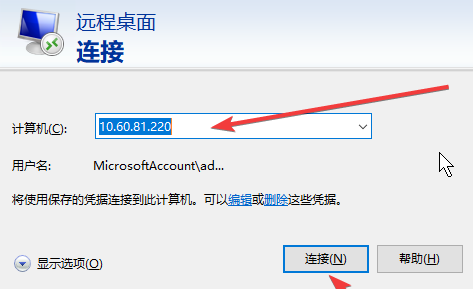 远程桌面
连接
计算机(C): 10.60.81.220
用户名: MicrosoftAccount\ad...
将使用保存的凭据连接到此计算机。可以编辑或删除这些凭据。
显示选项(O) 连接(N) 帮助(H)